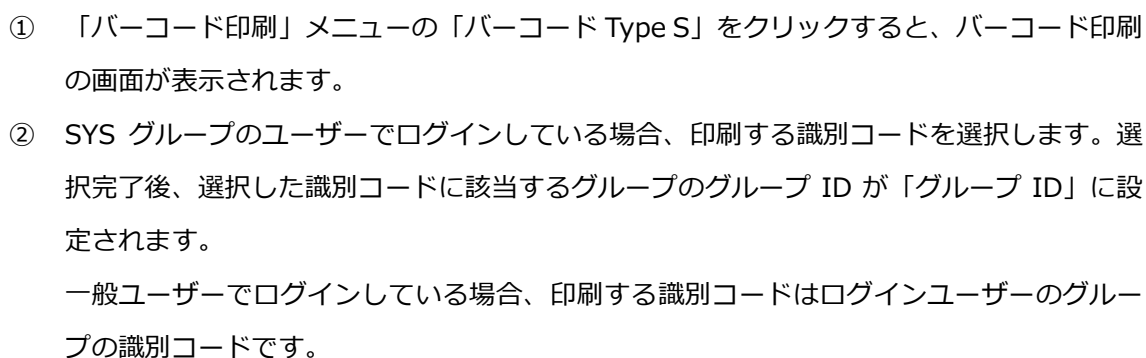 ① 「バーコード印刷」メニューの「バーコード Type S」をクリックすると、バーコード印刷
の画面が表示されます。
② SYS グループのユーザーでログインしている場合、印刷する識別コードを選択します。選
択完了後、選択した識別コードに該当するグループのグループ ID が「グループ ID」に設
定されます。
一般ユーザーでログインしている場合、印刷する識別コードはログインユーザーのグルー
プの識別コードです。